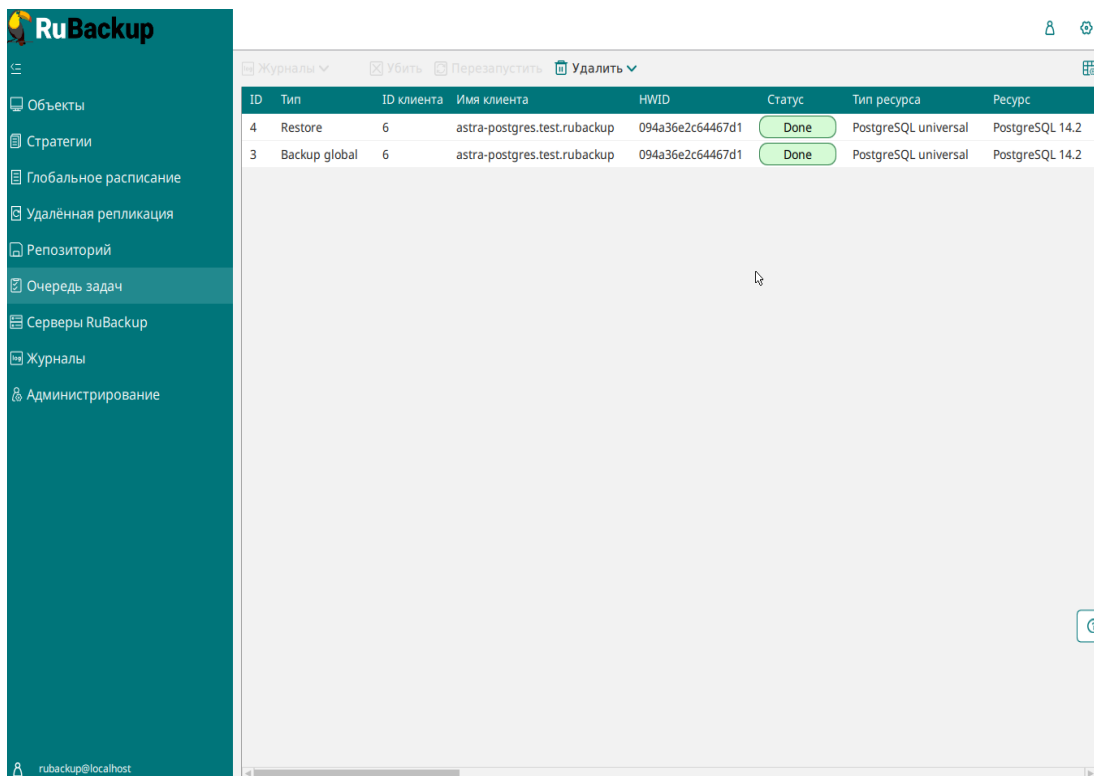 RuBackup
Журналы Убить Перезапустить Удалить
Объекты
Стратегии
Глобальное расписание
Удалённая репликация
Репозиторий
Очередь задач
Серверы RuBackup
Журналы
Администрирование
rubackup@localhost
ID Тип ID клиента Имя клиента HWID Статус Тип ресурса Ресурс
4 Restore 6 astra-postgres.test.rubackup 094a36e2c64467d1 Done PostgreSQL universal PostgreSQL 14.2
3 Backup global 6 astra-postgres.test.rubackup 094a36e2c64467d1 Done PostgreSQL universal PostgreSQL 14.2